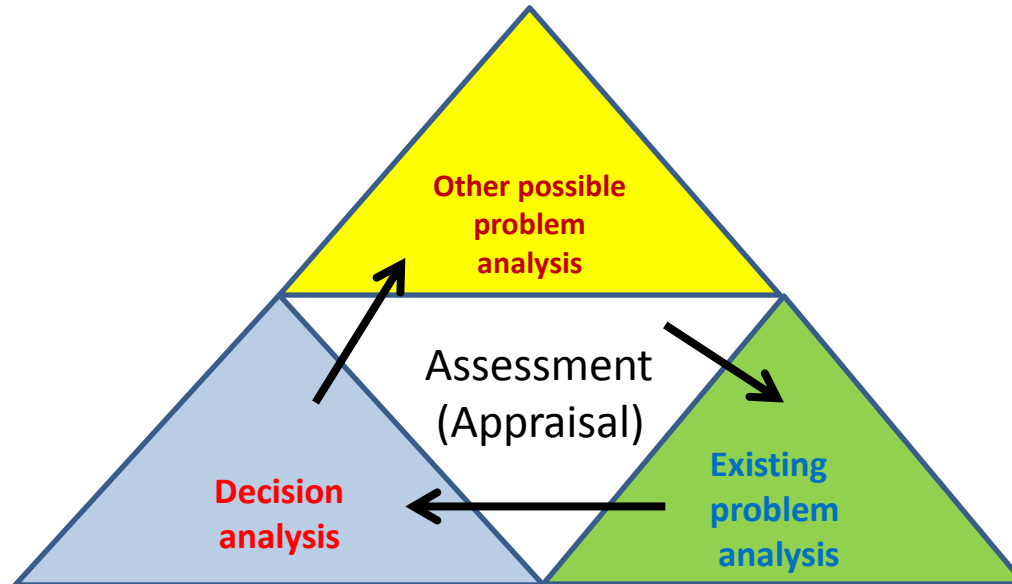 Other possible
problem
analysis
Assessment
(Appraisal)
Decision
analysis
Existing
problem
analysis